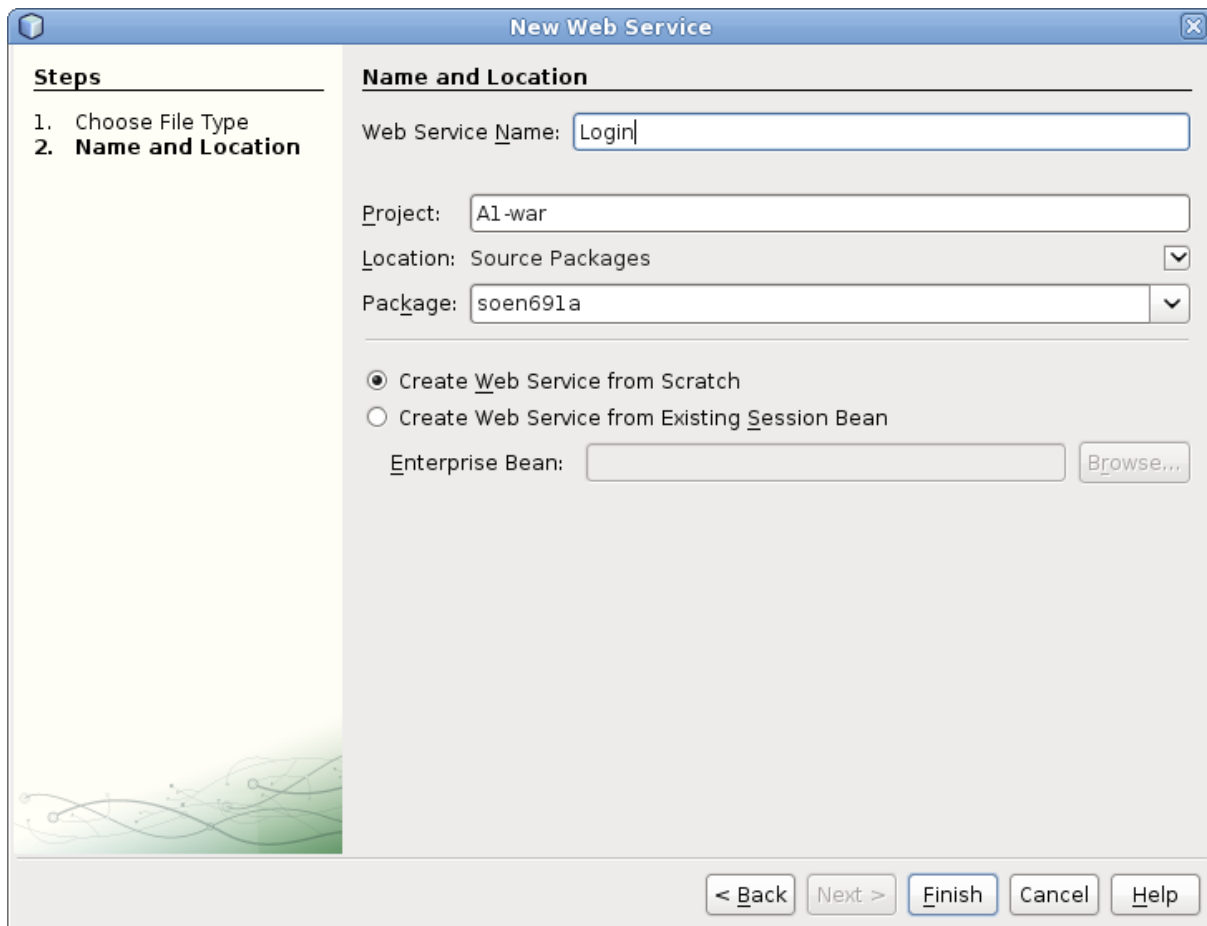 New Web Service
Steps
1. Choose File Type
2. Name and Location
Name and Location
Web Service Name: Login
Project: A1-war
Location: Source Packages
Package: soen691a
Create Web Service from Scratch
Create Web Service from Existing Session Bean
Enterprise Bean: Browse...
< Back Next > Finish Cancel Help